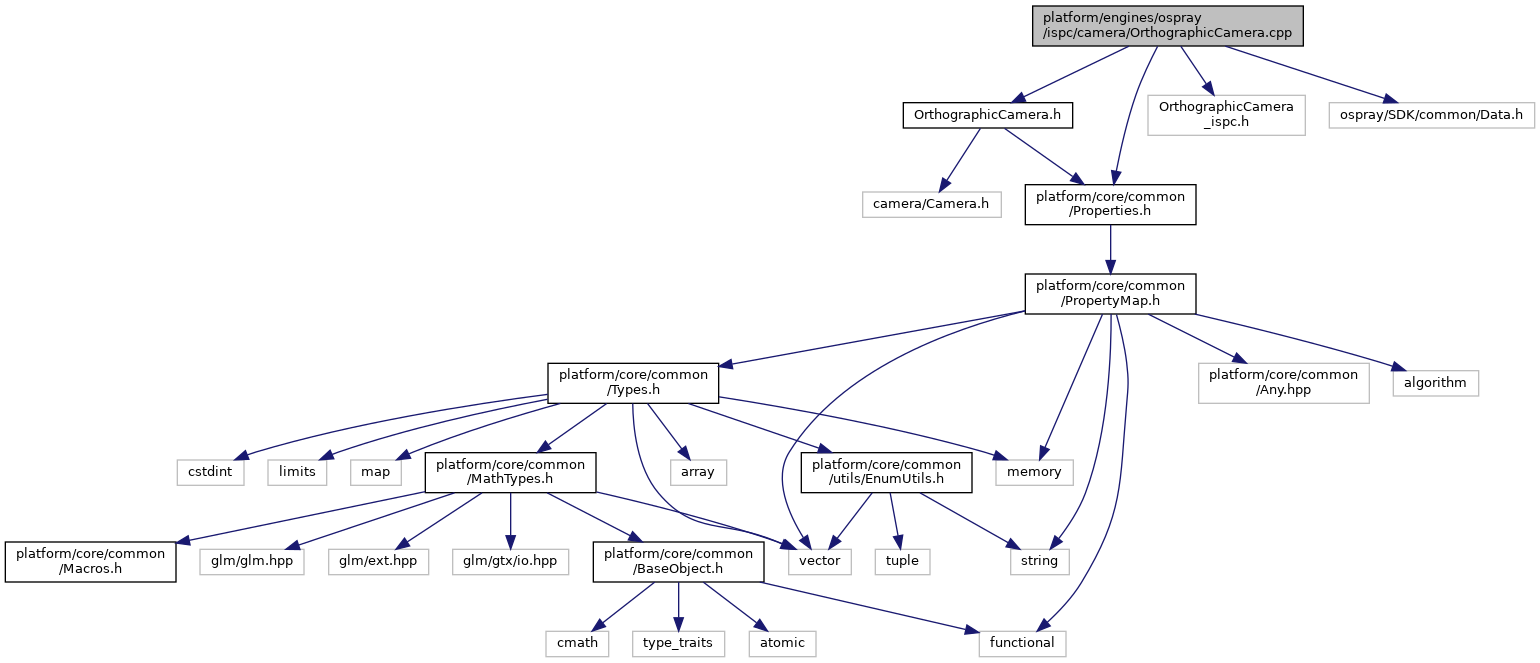 platform/engines/ospray
/ispc/camera/OrthographicCamera.cpp
OrthographicCamera.h
OrthographicCamera
_ispc.h
ospray/SDK/common/Data.h
camera/Camera.h
platform/core/common
/Properties.h
platform/core/common
/PropertyMap.h
platform/core/common
/Types.h
platform/core/common
/Any.hpp
algorithm
cstdint
limits
map
platform/core/common
/MathTypes.h
array
platform/core/common
/utils/EnumUtils.h
memory
platform/core/common
/Macros.h
glm/glm.hpp
glm/ext.hpp
glm/gtx/io.hpp
platform/core/common
/BaseObject.h
vector
tuple
string
cmath
type_traits
atomic
functional